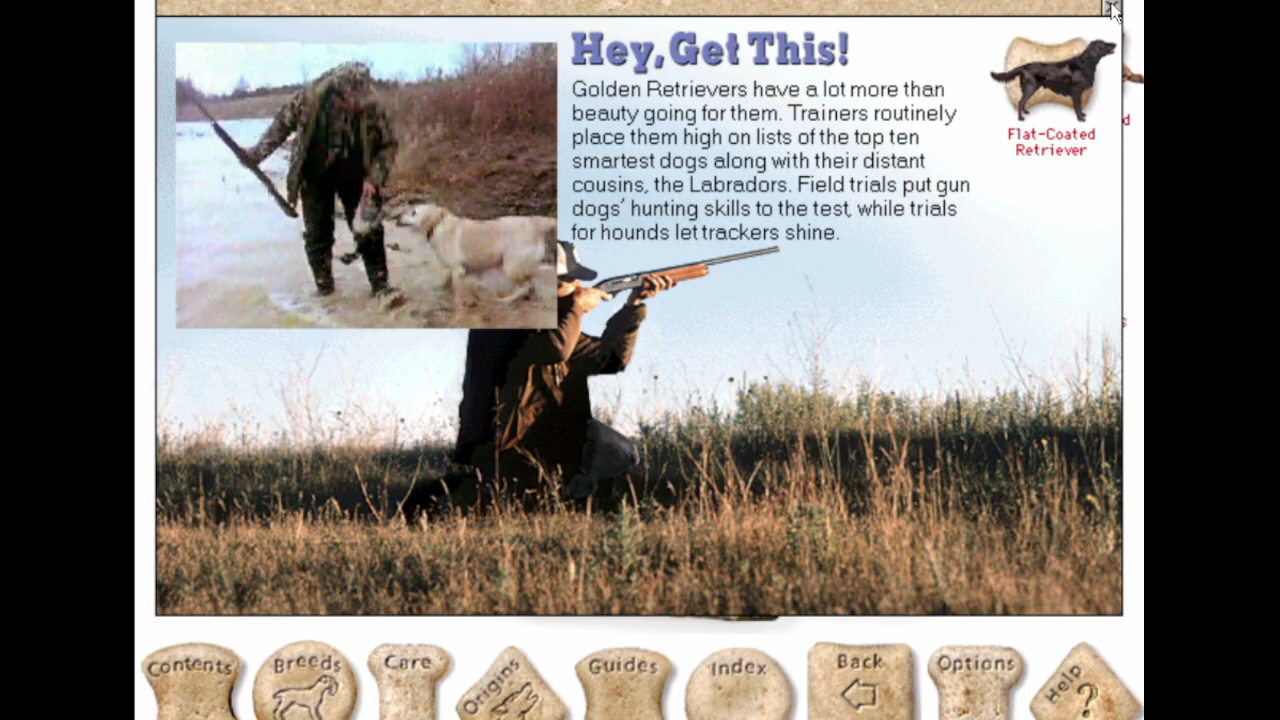 Hey, Get This!
Golden Retrievers have a lot more than
beauty going for them. Trainers routinely
place them high on lists of the top ten
smartest dogs along with their distant
cousins, the Labradors. Field trials put gun
dogs' hunting skills to the test, while trials
for hounds let trackers shine.
Flat-Coated
Retriever
d
s
Contents
Breeds
Care
Origins
Guides
Index
Back
Options
Help
?